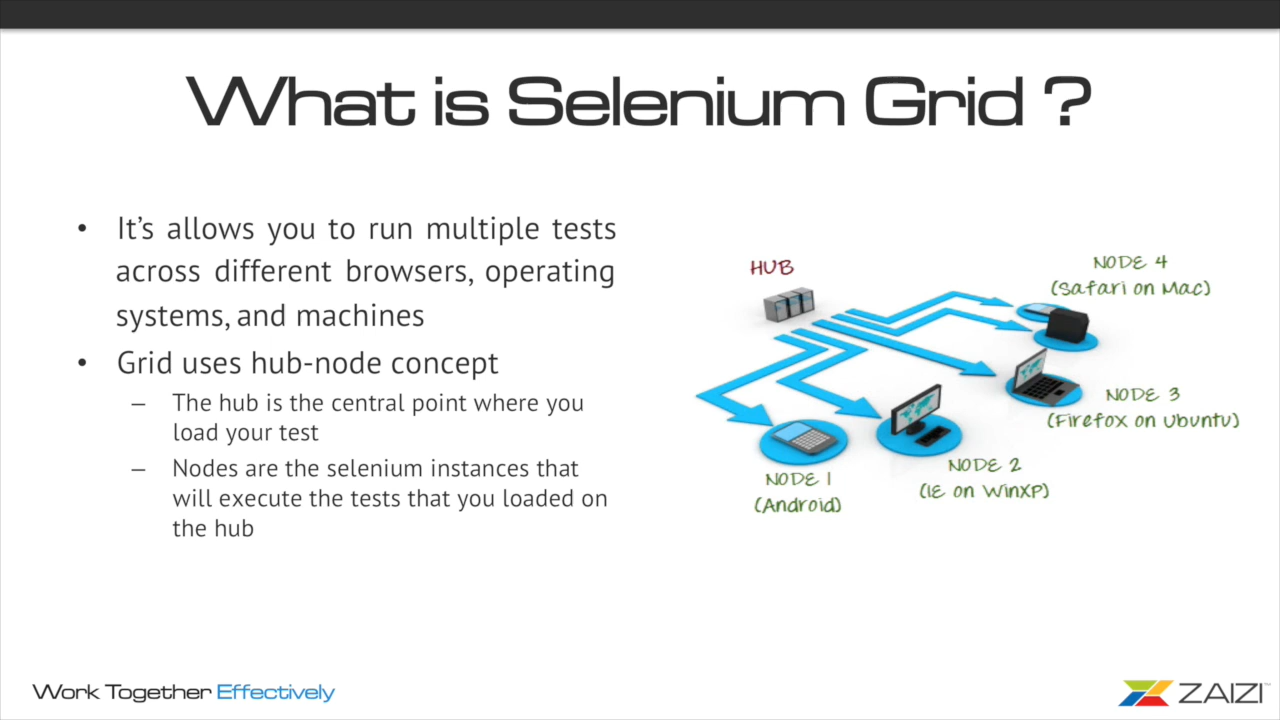 What is Selenium Grid ?
• It's allows you to run multiple tests
across different browsers, operating
systems, and machines
• Grid uses hub-node concept
– The hub is the central point where you
load your test
– Nodes are the selenium instances that
will execute the tests that you loaded on
the hub
HUB
NODE 4
(Safari on Mac)
NODE 3
(Firefox on Ubuntu)
NODE 2
(IE on WinXP)
NODE 1
(Android)
Work Together Effectively
ZAIZI™